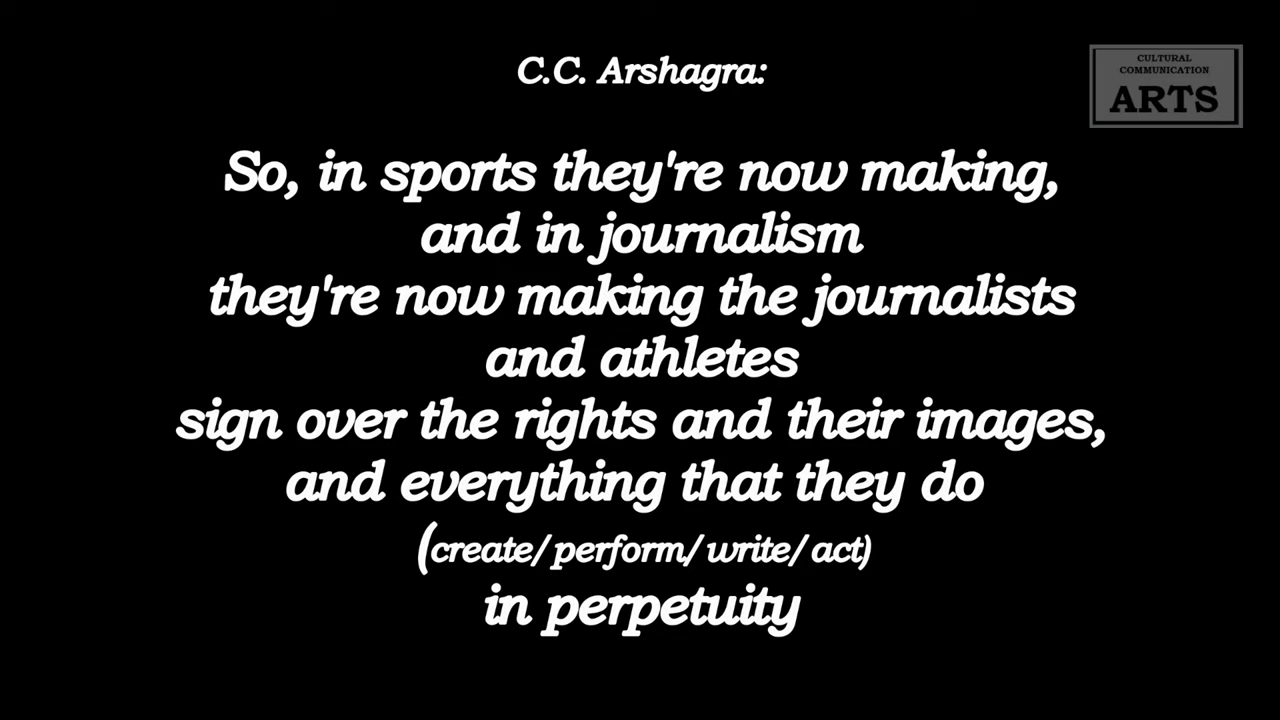 C.C. Arshagra:
CULTURAL
COMMUNICATION
ARTS
So, in sports they're now making,
and in journalism
they're now making the journalists
and athletes
sign over the rights and their images,
and everything that they do
(create/perform/write/act)
in perpetuity